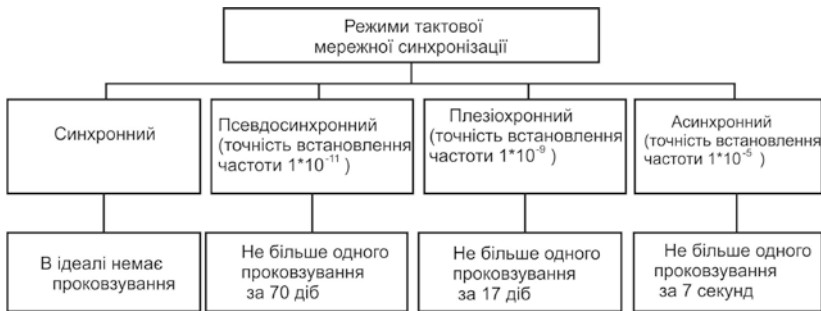 Режими тактової
мережної синхронізації
Синхронний
Псевдосинхронний
(точність встановлення
частоти 1*10⁻¹¹ )
Плезіохронний
(точність встановлення
частоти 1*10⁻⁹ )
Асинхронний
(точність встановлення
частоти 1*10⁻⁵ )
В ідеалі немає
проковзування
Не більше одного
проковзування
за 70 діб
Не більше одного
проковзування
за 17 діб
Не більше одного
проковзування
за 7 секунд